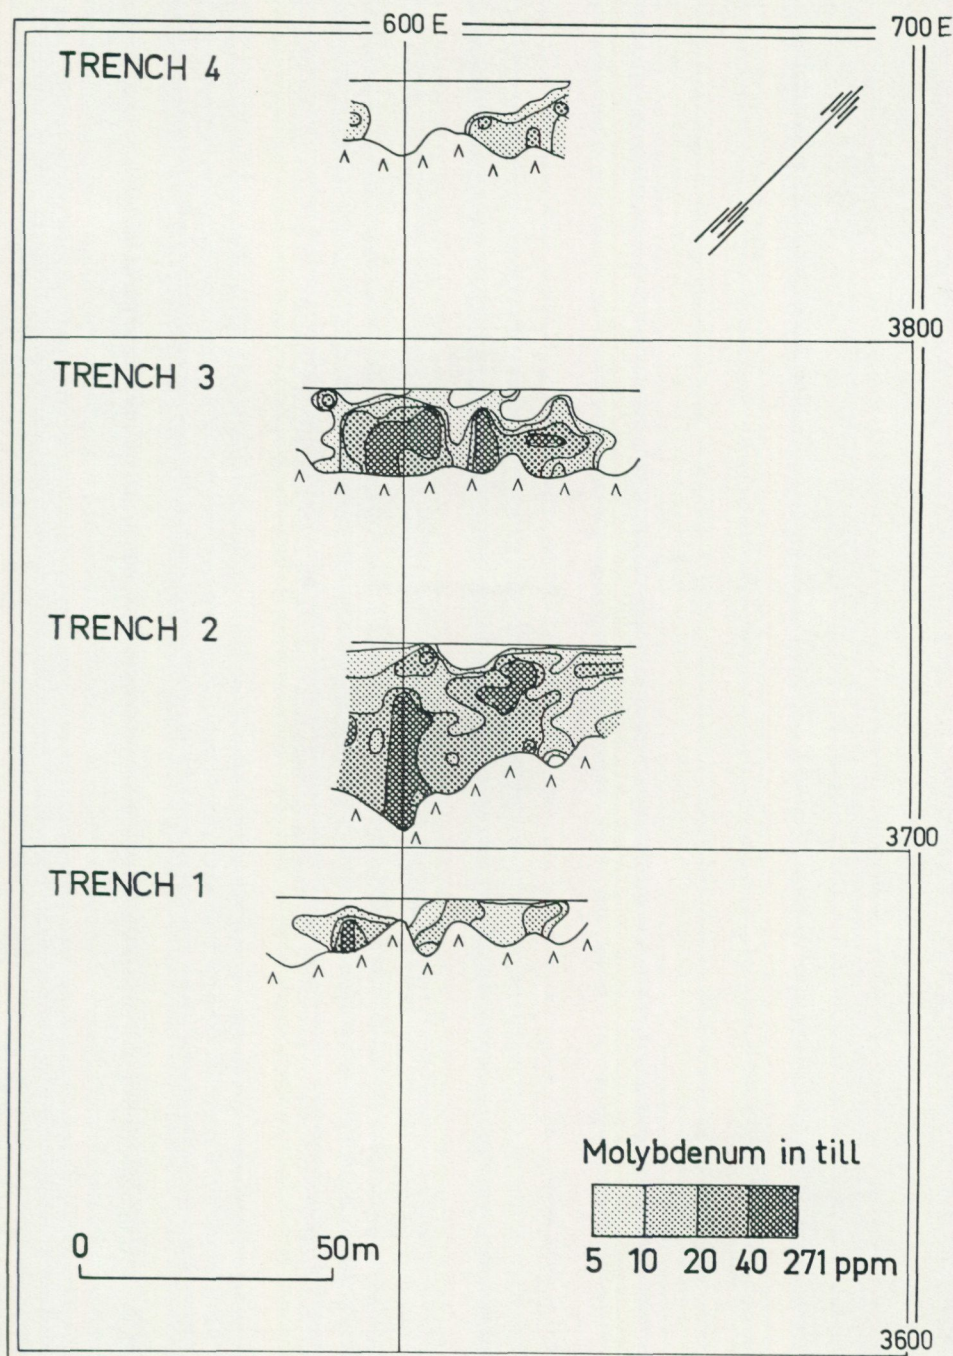 600 E
700 E
TRENCH 4
3800
TRENCH 3
TRENCH 2
3700
TRENCH 1
Molybdenum in till
5 10 20 40 271 ppm
0 50m
3600